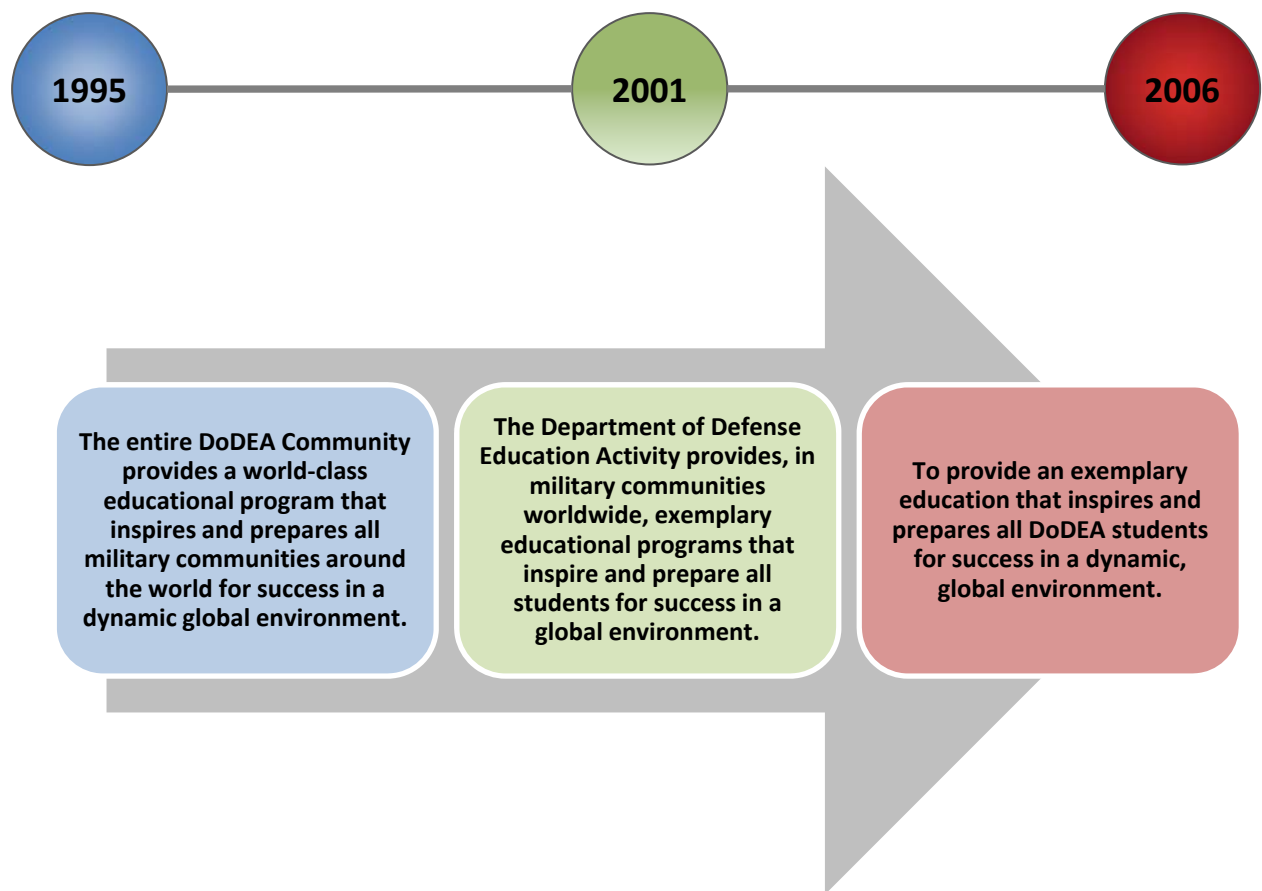 1995
2001
2006
The entire DoDEA Community
provides a world-class
educational program that
inspires and prepares all
military communities around
the world for success in a
dynamic global environment.
The Department of Defense
Education Activity provides, in
military communities
worldwide, exemplary
educational programs that
inspire and prepare all
students for success in a
global environment.
To provide an exemplary
education that inspires and
prepares all DoDEA students
for success in a dynamic,
global environment.